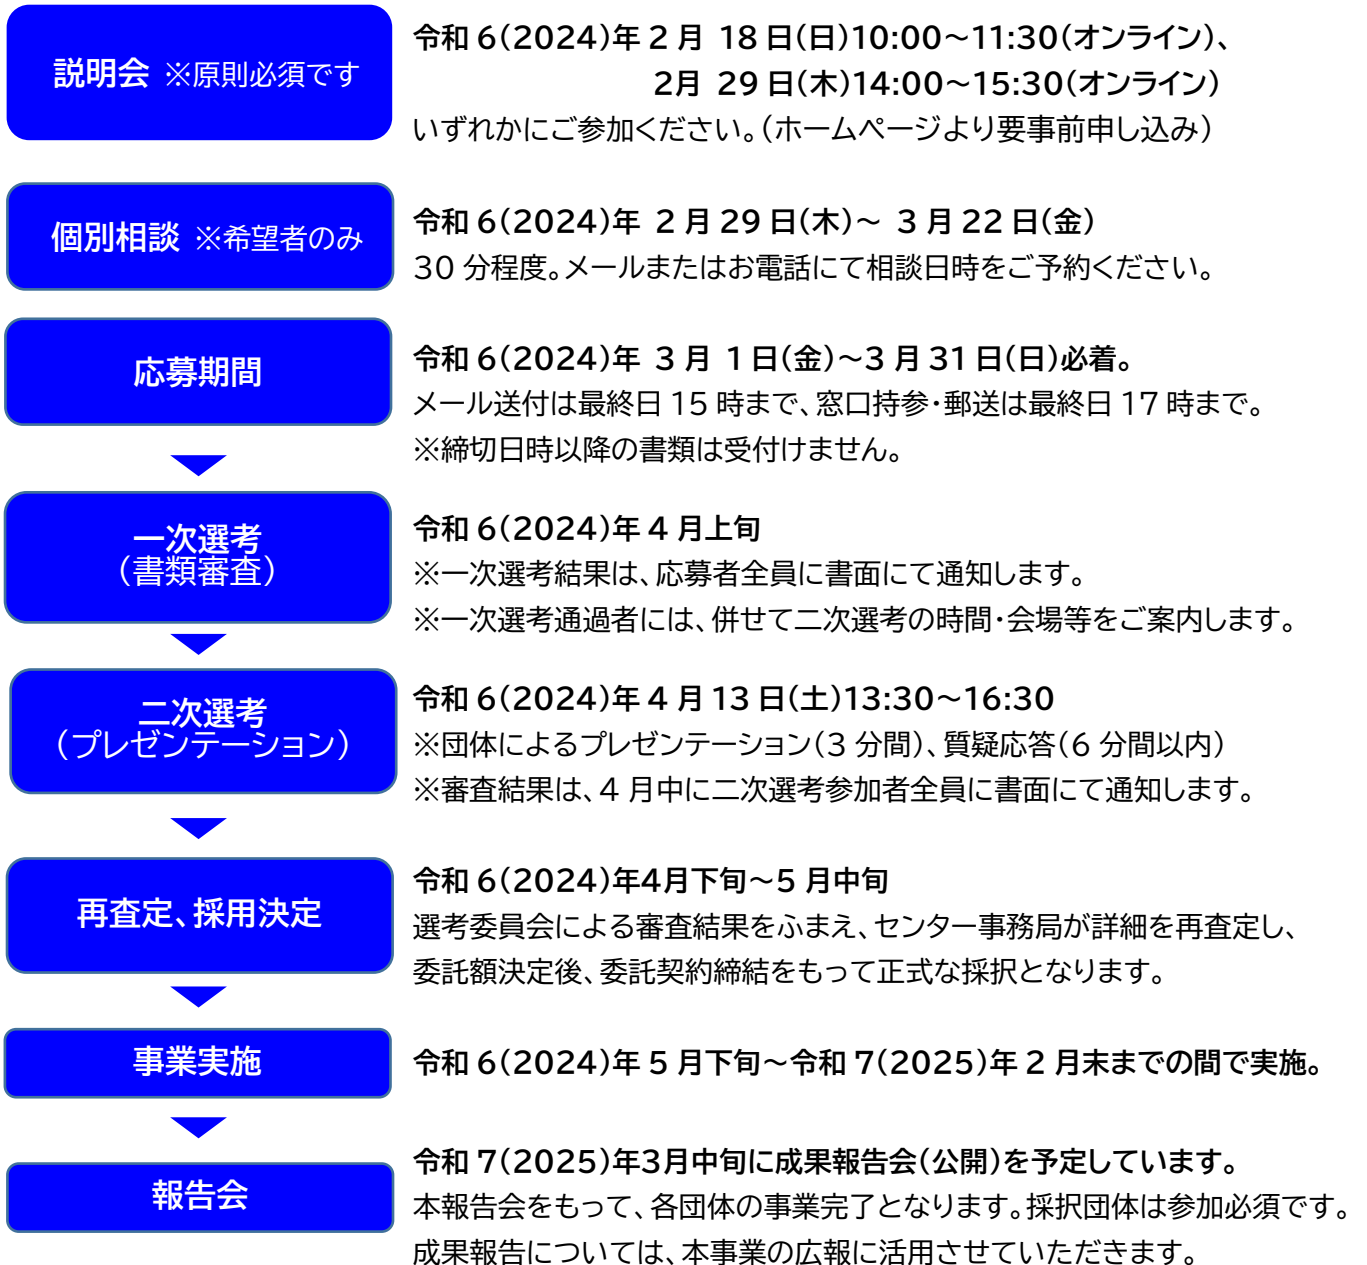 説明会 ※原則必須です
令和６(2024)年２月 18日(日)10:00～11:30(オンライン)、
2月 29日(木)14:00～15:30(オンライン)
いずれかにご参加ください。(ホームページより要事前申し込み)
個別相談 ※希望者のみ
令和６(2024)年 ２月29日(木)～ ３月22日(金)
30分程度。メールまたはお電話にて相談日時をご予約ください。
応募期間
令和６(2024)年 ３月 １日(金)～３月31日(日)必着。
メール送付は最終日15時まで、窓口持参・郵送は最終日17時まで。
※締切日時以降の書類は受付けません。
一次選考
(書類審査)
令和６(2024)年４月上旬
※一次選考結果は、応募者全員に書面にて通知します。
※一次選考通過者には、併せて二次選考の時間・会場等をご案内します。
二次選考
(プレゼンテーション)
令和６(2024)年４月13日(土)13:30～16:30
※団体によるプレゼンテーション(３分間)、質疑応答(６分間以内)
※審査結果は、４月中に二次選考参加者全員に書面にて通知します。
再査定、採用決定
令和６(2024)年4月下旬～５月中旬
選考委員会による審査結果をふまえ、センター事務局が詳細を再査定し、
委託額決定後、委託契約締結をもって正式な採択となります。
事業実施
令和６(2024)年５月下旬～令和７(2025)年２月末までの間で実施。
報告会
令和７(2025)年3月中旬に成果報告会(公開)を予定しています。
本報告会をもって、各団体の事業完了となります。採択団体は参加必須です。
成果報告については、本事業の広報に活用させていただきます。